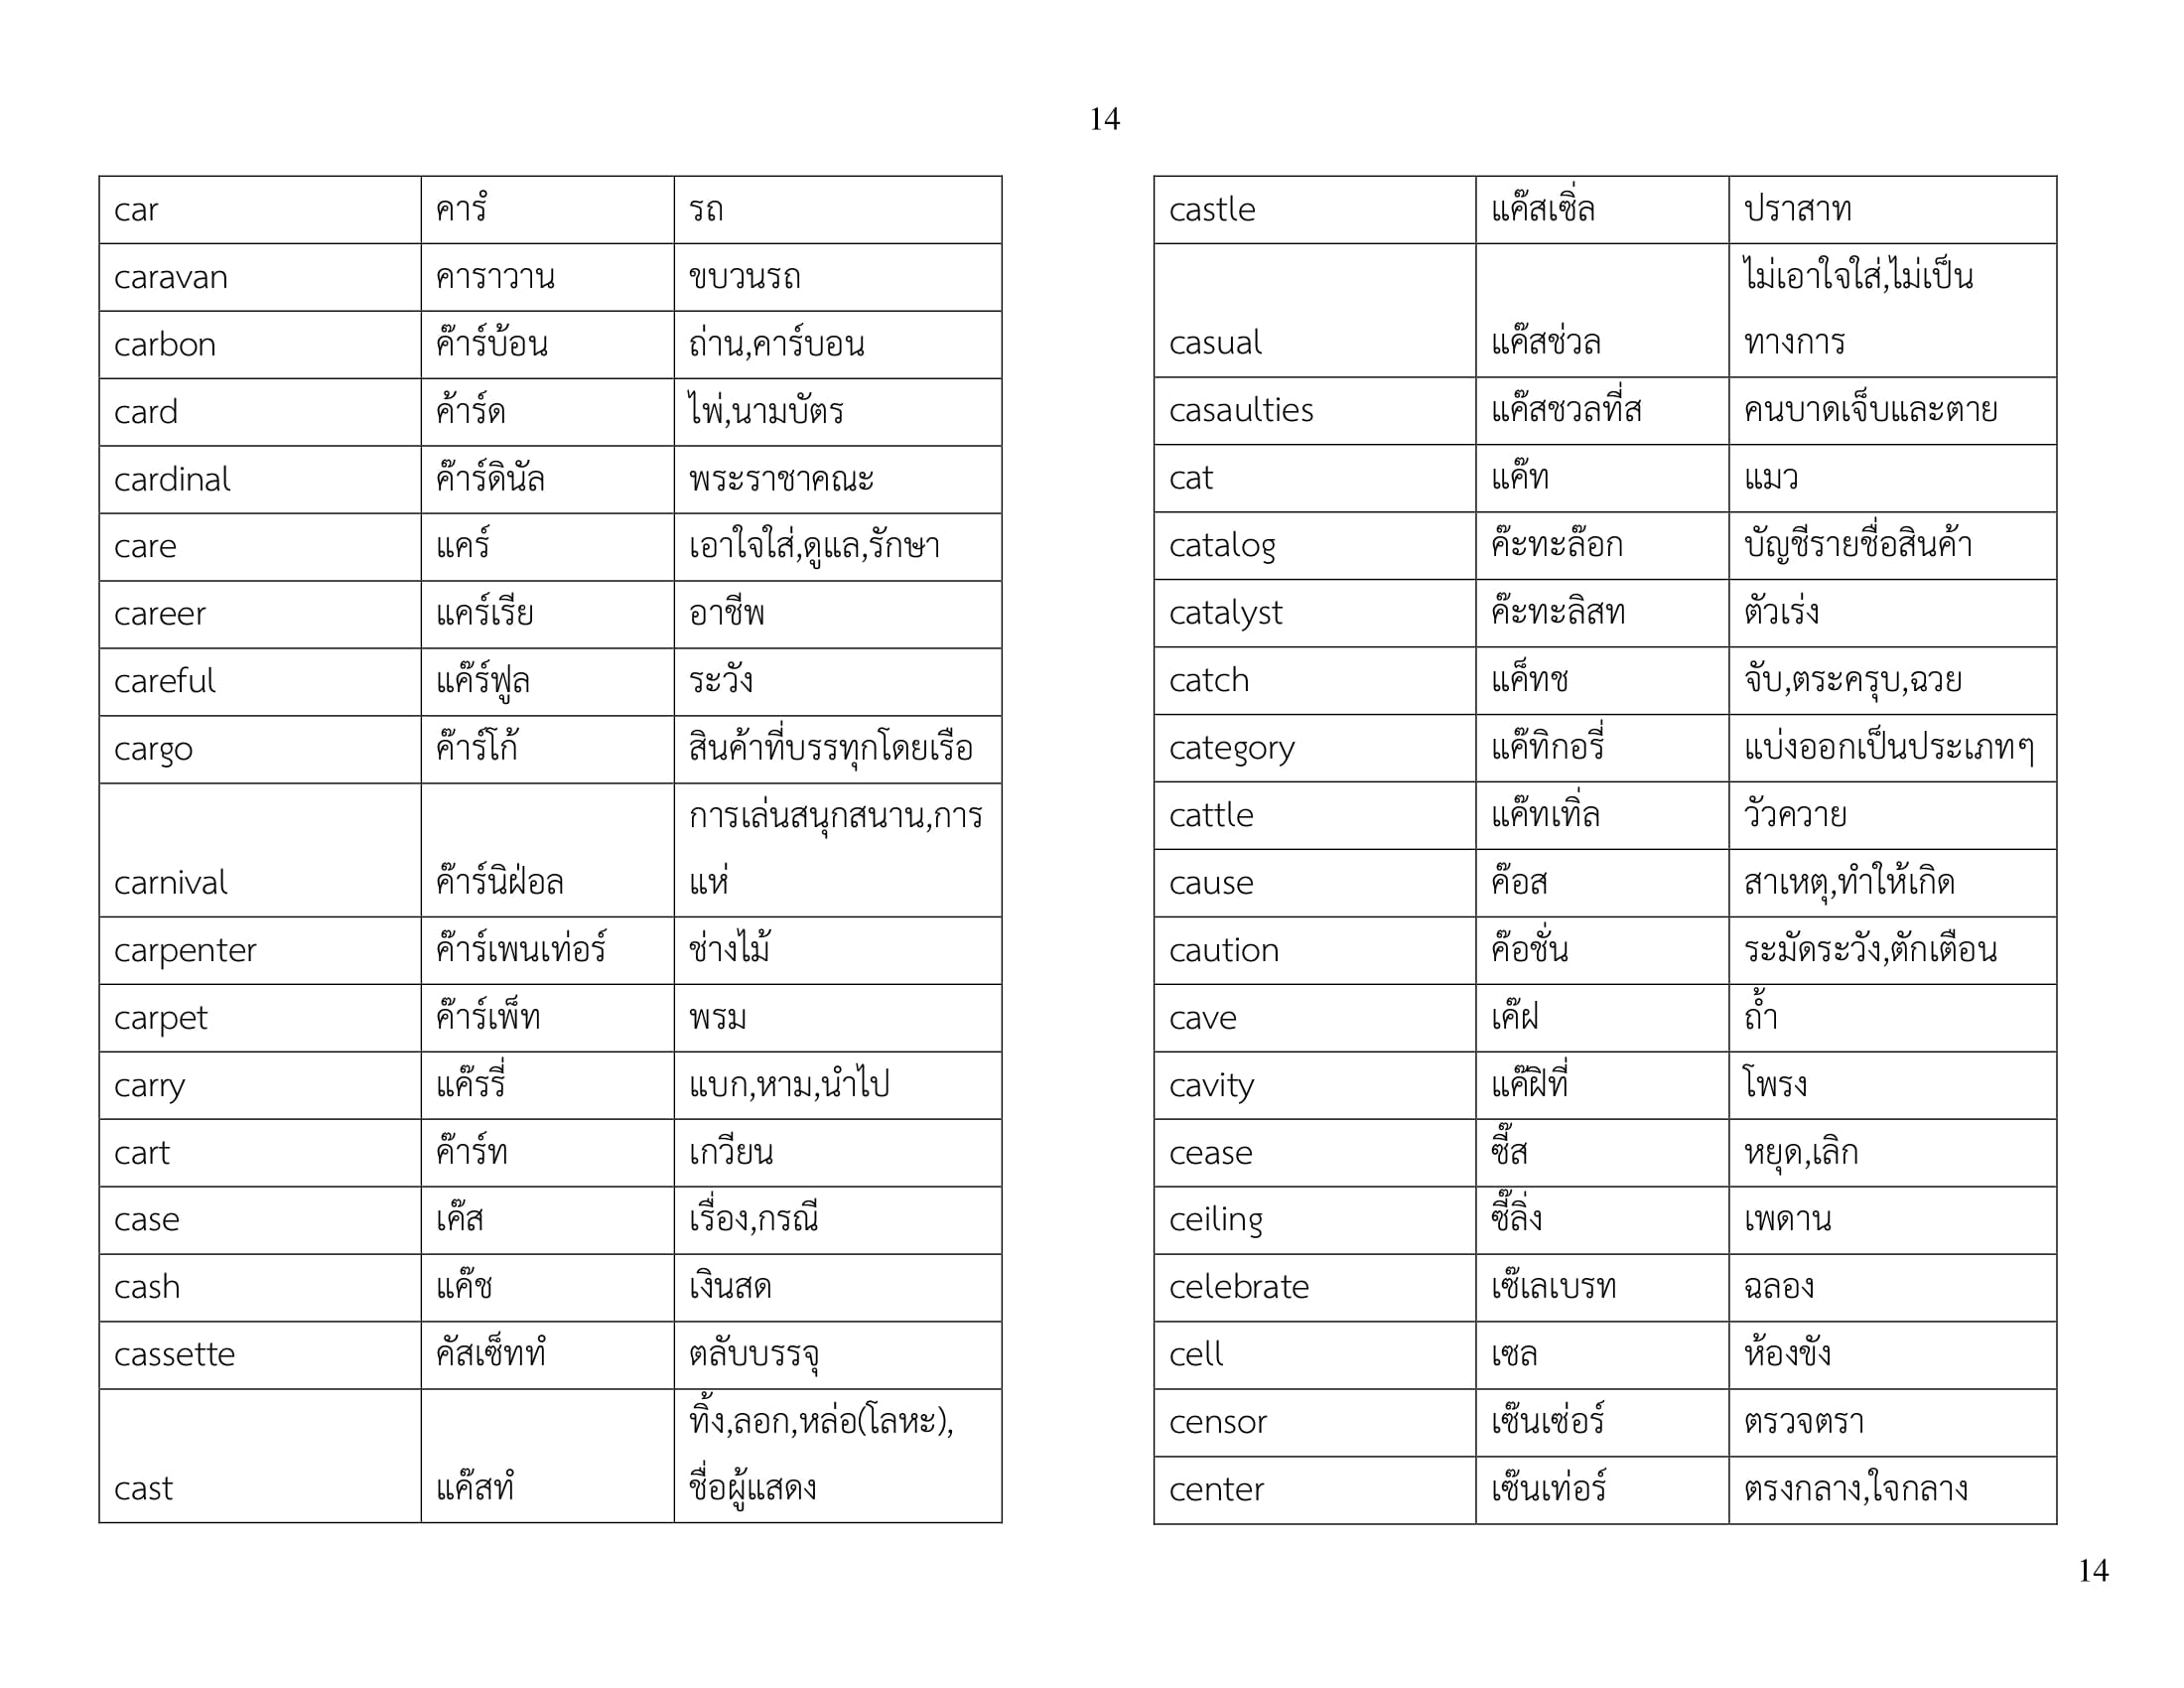 14
car คารํ รถ
caravan คาราวาน ขบวนรถ
carbon ค๊าร์บ้อน ถ่าน,คาร์บอน
card ค้าร์ด ไพ่,นามบัตร
cardinal ค๊าร์ดินัล พระราชาคณะ
care แคร์ เอาใจใส่,ดูแล,รักษา
career แคร์เรีย อาชีพ
careful แค๊ร์ฟูล ระวัง
cargo ค๊าร์โก้ สินค้าที่บรรทุกโดยเรือ
การเล่นสนุกสนาน,การ
carnival ค๊าร์นิฝ่อล แห่
carpenter ค๊าร์เพนเท่อร์ ช่างไม้
carpet ค๊าร์เพ็ท พรม
carry แค๊รรี่ แบก,หาม,นำไป
cart ค๊าร์ท เกวียน
case เค๊ส เรื่อง,กรณี
cash แค๊ช เงินสด
cassette คัสเซ็ททํ ตลับบรรจุ
ทิ้ง,ลอก,หล่อ(โลหะ),
cast แค๊สทํ ชื่อผู้แสดง
castle แค๊สเซิ่ล ปราสาท
ไม่เอาใจใส่,ไม่เป็น
casual แค๊สช่วล ทางการ
casaulties แค๊สชวลที่ส คนบาดเจ็บและตาย
cat แค๊ท แมว
catalog ค๊ะทะล๊อก บัญชีรายชื่อสินค้า
catalyst ค๊ะทะลิสท ตัวเร่ง
catch แค็ทช จับ,ตระครุบ,ฉวย
category แค๊ทิกอรี่ แบ่งออกเป็นประเภทๆ
cattle แค๊ทเทิ่ล วัวควาย
cause ค๊อส สาเหตุ,ทำให้เกิด
caution ค๊อชั่น ระมัดระวัง,ตักเตือน
cave เค๊ฝ ถ้ำ
cavity แค๊ฝิที่ โพรง
cease ซี๊ส หยุด,เลิก
ceiling ซี๊ลิ่ง เพดาน
celebrate เซ๊เลเบรท ฉลอง
cell เซล ห้องขัง
censor เซ๊นเซ่อร์ ตรวจตรา
center เซ๊นเท่อร์ ตรงกลาง,ใจกลาง
14